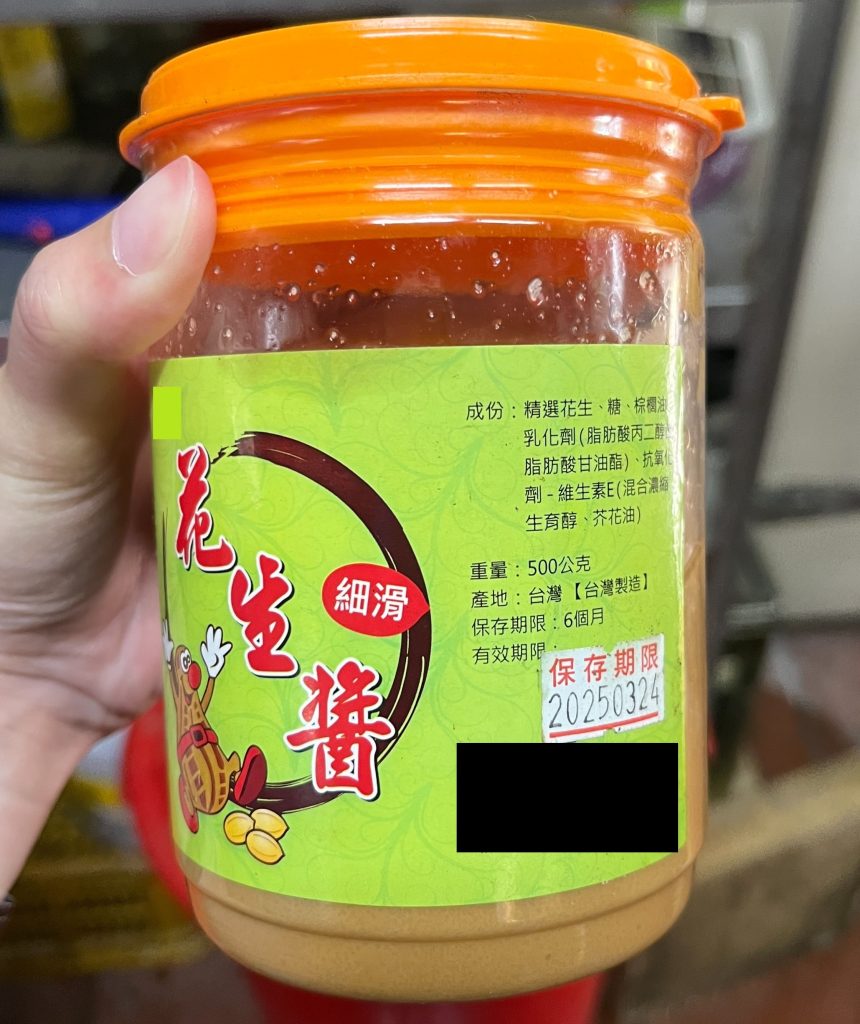 花生醬
細滑
成份：精選花生、糖、棕櫚油
乳化劑(脂肪酸丙二醇
脂肪酸甘油酯)、抗氧化
劑-維生素E(混合濃縮
生育醇、芥花油)
重量：500公克
產地：台灣【台灣製造】
保存期限：6個月
有效期限：
保存期限
20250324